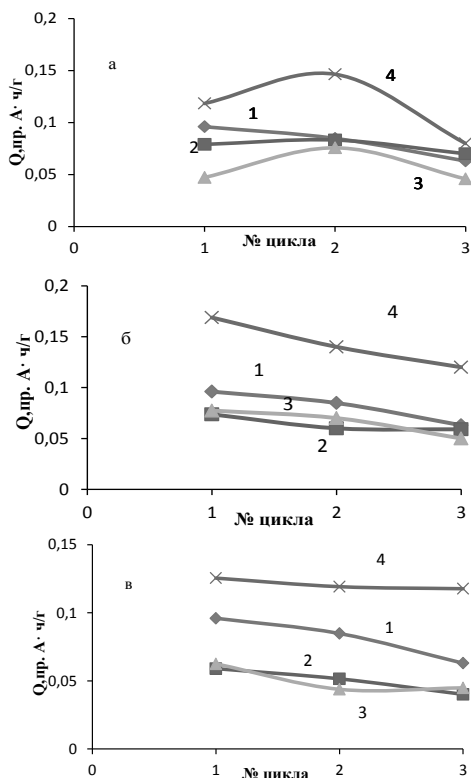 0,2
0,15
0,1
0,05
0
Q,пр. А· ч/г
а
4
1
2
3
0 1 2 3
№ цикла
0,2
0,15
0,1
0,05
0
Q,пр. А· ч/г
б
4
1
3
2
0 1 2 3
№ цикла
0,15
0,1
0,05
0
Q,пр. А· ч/г
в
4
1
2
3
0 1 2 3
№ цикла